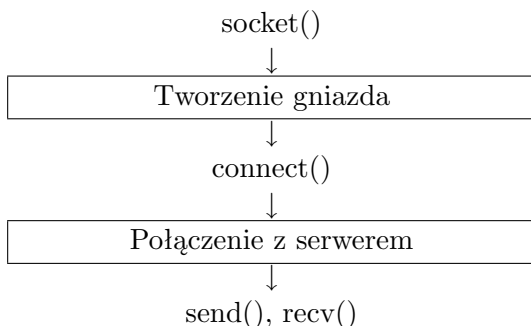 socket()
Tworzenie gniazda
connect()
Połączenie z serwerem
send(), recv()